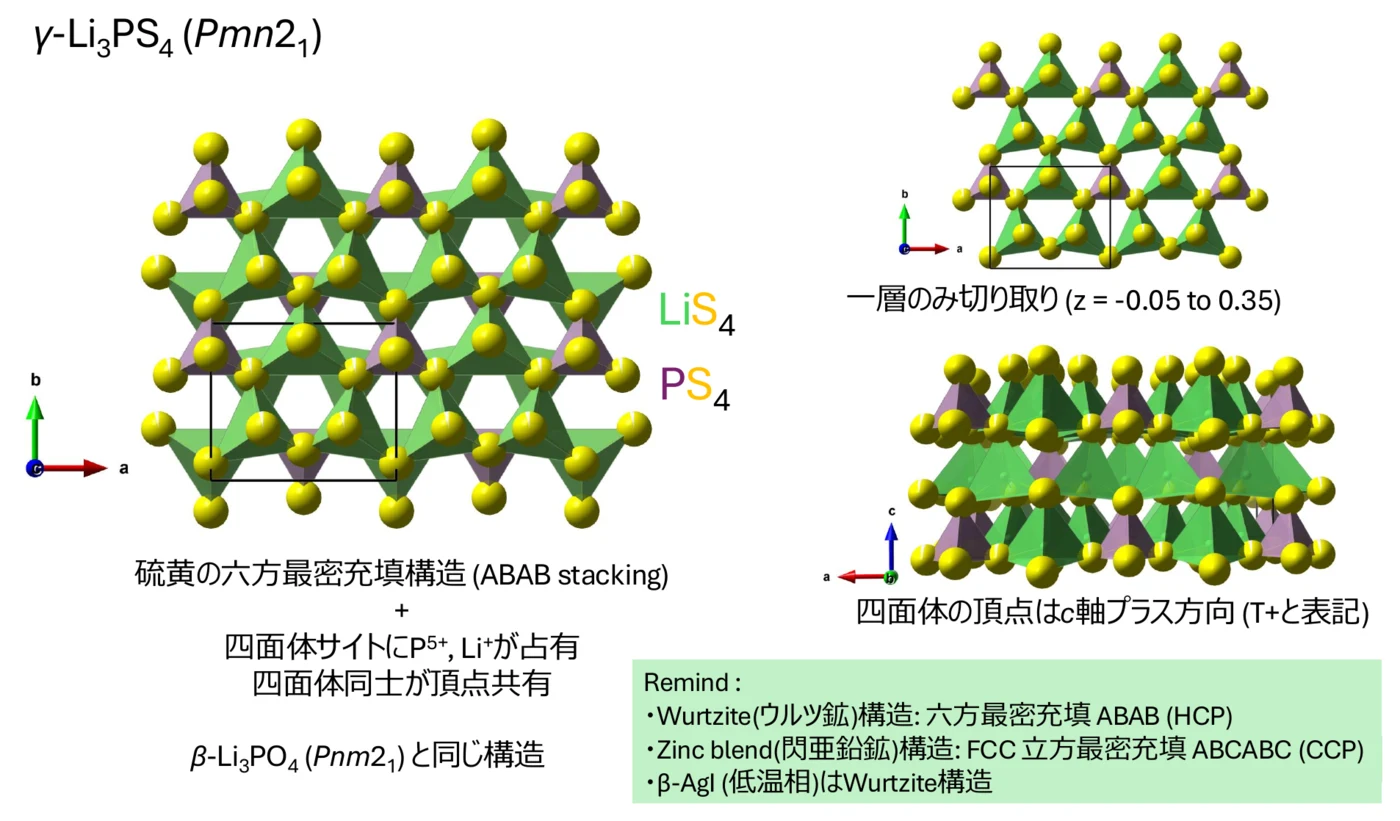 γ-Li₃PS₄ (Pmn2₁)
LiS₄
PS₄
b
a
c
硫黄の六方最密充填構造 (ABAB stacking)
+
四面体サイトにP⁵⁺, Li⁺が占有
四面体同士が頂点共有
β-Li₃PO₄ (Pnm2₁) と同じ構造
b
a
c
一層のみ切り取り (z = -0.05 to 0.35)
c
a
b
四面体の頂点はc軸プラス方向 (T+と表記)
Remind :
・Wurtzite(ウルツ鉱)構造: 六方最密充填 ABAB (HCP)
・Zinc blend(閃亜鉛鉱)構造: FCC 立方最密充填 ABCABC (CCP)
・β-AgI (低温相)はWurtzite構造